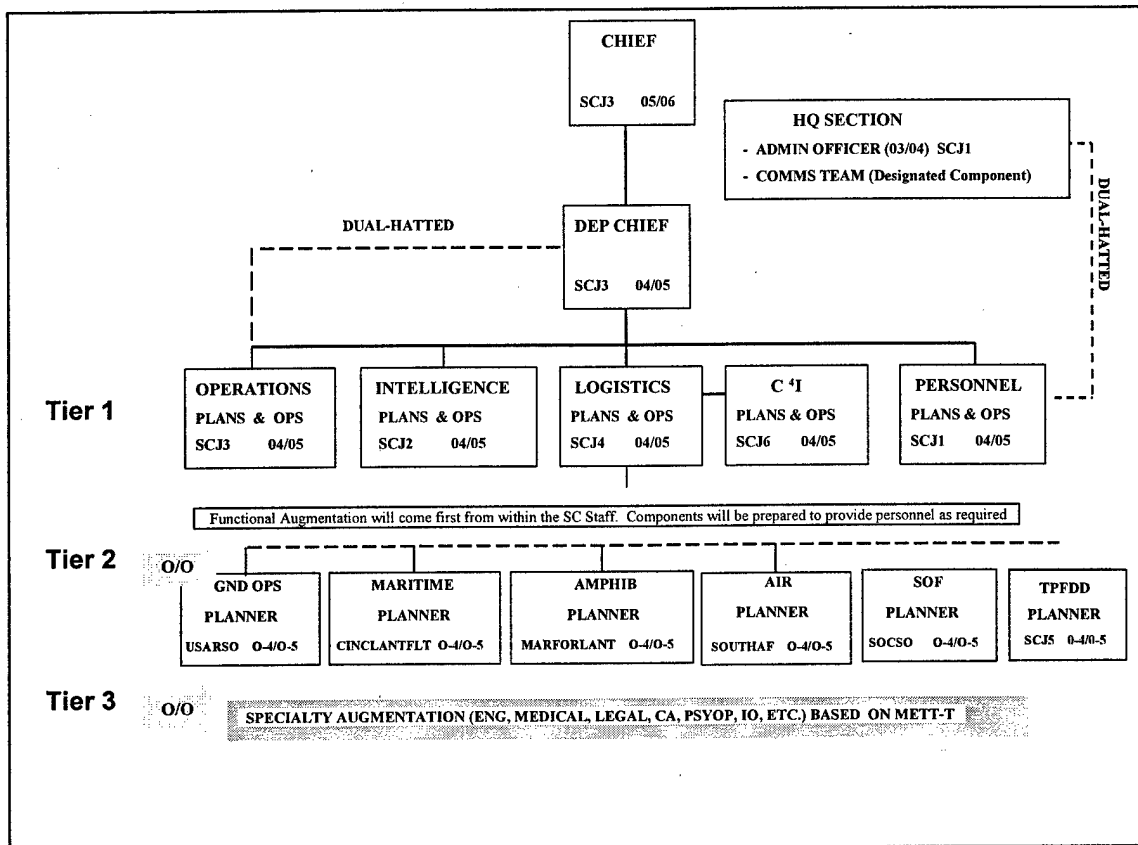 CHIEF
SCJ3 05/06
HQ SECTION
- ADMIN OFFICER (03/04) SCJ1
- COMMS TEAM (Designated Component)
DUAL-HATTED
DUAL-HATTED
DEP CHIEF
SCJ3 04/05
Tier 1
OPERATIONS
PLANS & OPS
SCJ3 04/05
INTELLIGENCE
PLANS & OPS
SCJ2 04/05
LOGISTICS
PLANS & OPS
SCJ4 04/05
C 4I
PLANS & OPS
SCJ6 04/05
PERSONNEL
PLANS & OPS
SCJ1 04/05
Functional Augmentation will come first from within the SC Staff. Components will be prepared to provide personnel as required
Tier 2
O/O
GND OPS
PLANNER
USARSO O-4/O-5
MARITIME
PLANNER
CINCLANTFLT O-4/O-5
AMPHIB
PLANNER
MARFORLANT O-4/O-5
AIR
PLANNER
SOUTHAF O-4/O-5
SOF
PLANNER
SOCSO O-4/O-5
TPFDD
PLANNER
SCJ5 0-4/0-5
Tier 3
O/O
SPECIALTY AUGMENTATION (ENG, MEDICAL, LEGAL, CA, PSYOP, IO, ETC.) BASED ON METT-T